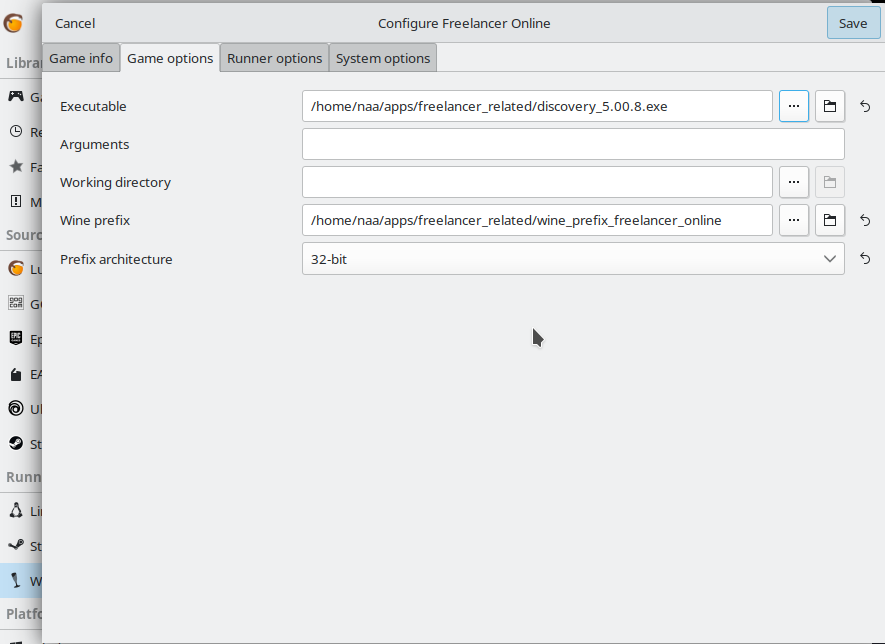 Cancel
Configure Freelancer Online
Save
Game info
Game options
Runner options
System options
Executable
/home/naa/apps/freelancer_related/discovery_5.00.8.exe
...
Arguments
Working directory
...
Wine prefix
/home/naa/apps/freelancer_related/wine_prefix_freelancer_online
...
Prefix architecture
32-bit
Libra
Ga
Re
Fa
M
Sourc
Lu
GO
EPIC
Ep
EA
Ub
St
Runn
Li
St
W
Platfo